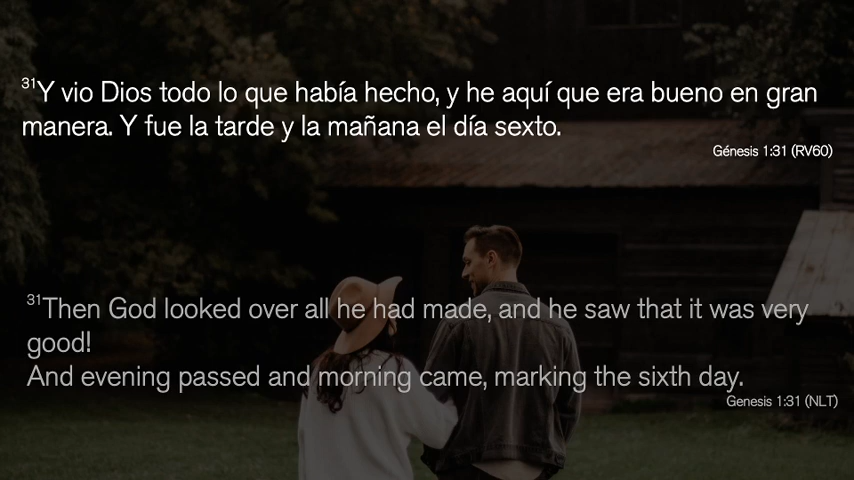 31Y vio Dios todo lo que había hecho, y he aquí que era bueno en gran
manera. Y fue la tarde y la mañana el día sexto.
Génesis 1:31 (RV60)
31Then God looked over all he had made, and he saw that it was very
good!
And evening passed and morning came, marking the sixth day.
Genesis 1:31 (NLT)